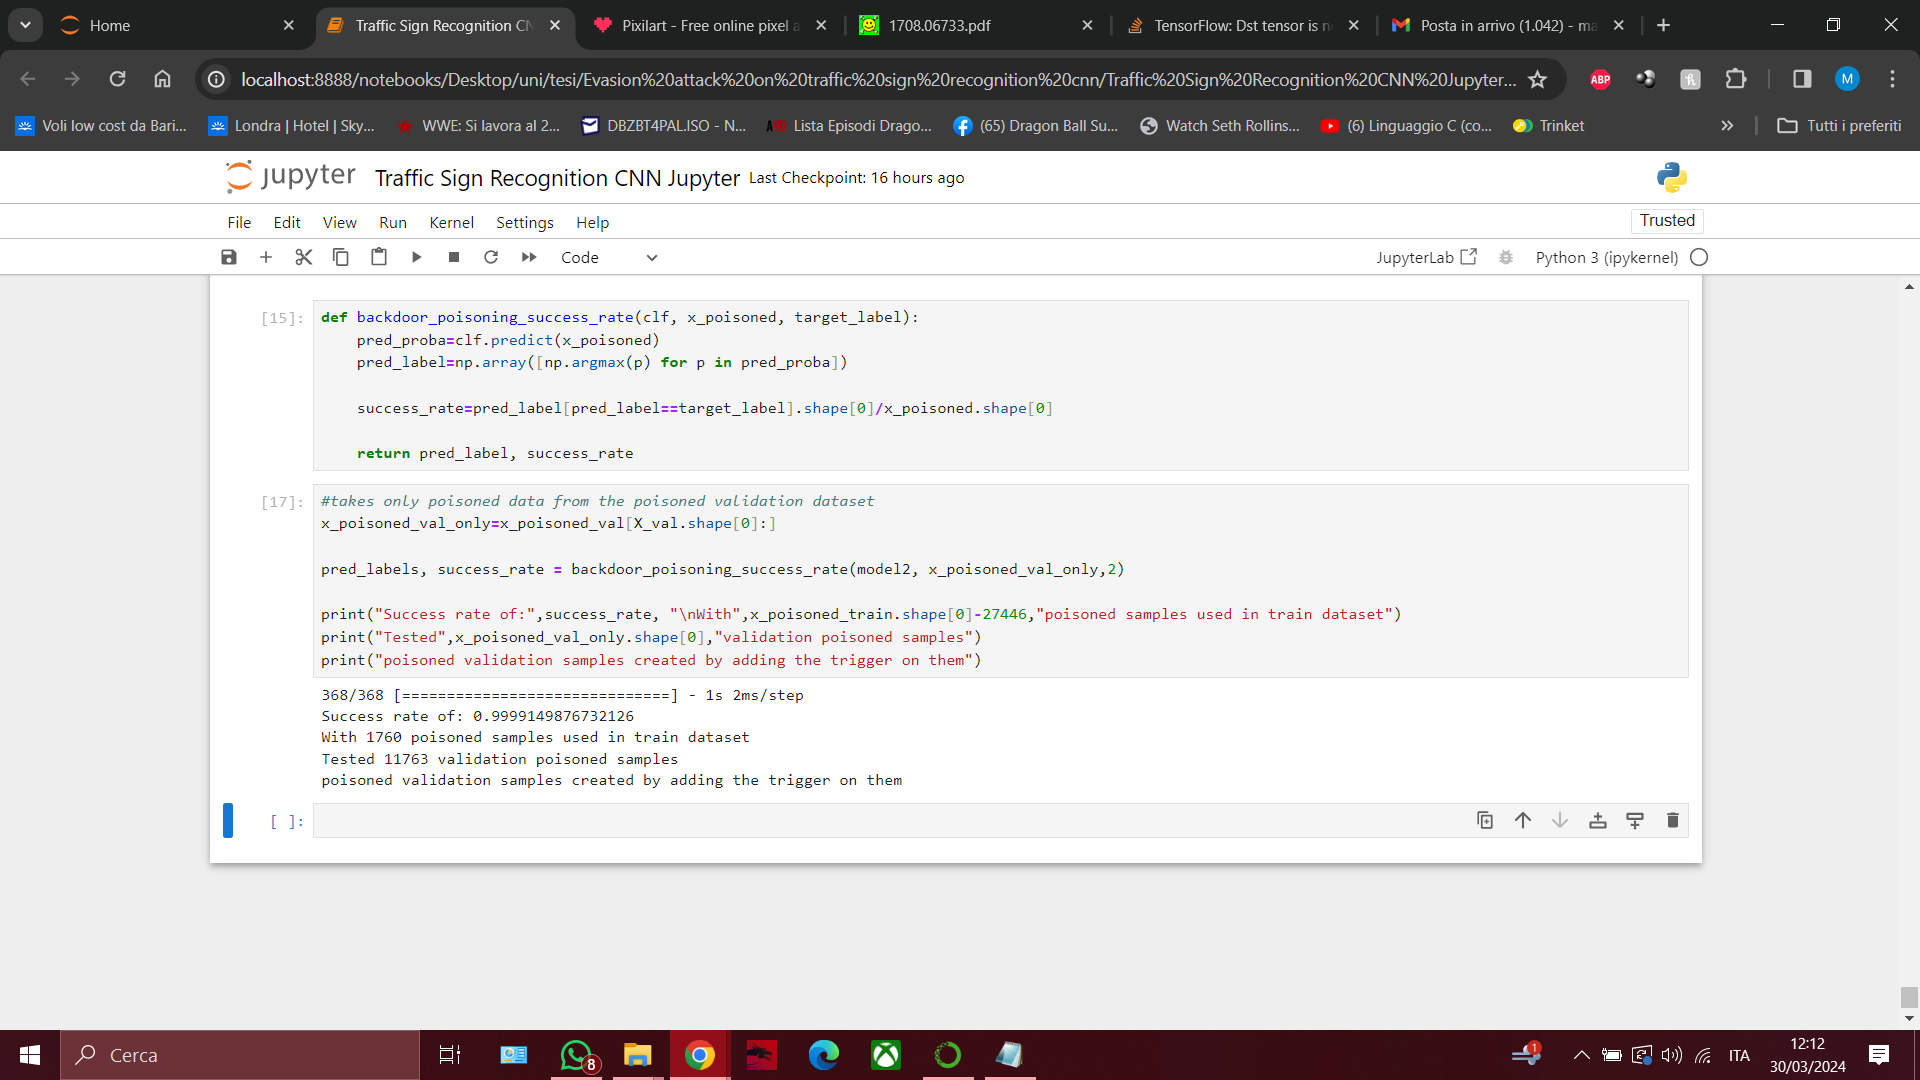 Home
Traffic Sign Recognition CN
Pixilart - Free online pixel a
1708.06733.pdf
TensorFlow: Dst tensor is n
Posta in arrivo (1.042) - ma
localhost:8888/notebooks/Desktop/uni/tesi/Evasion%20attack%20on%20traffic%20sign%20recognition%20cnn/Traffic%20Sign%20Recognition%20CNN%20Jupyter...
ABP
M
Voli low cost da Bari...
Londra | Hotel | Sky...
WWE: Si lavora al 2...
DBZBT4PAL.ISO - N...
Lista Episodi Drago...
(65) Dragon Ball Su...
Watch Seth Rollins...
(6) Linguaggio C (co...
Trinket
Tutti i preferiti
jupyter Traffic Sign Recognition CNN Jupyter Last Checkpoint: 16 hours ago
File Edit View Run Kernel Settings Help
Trusted
Code
JupyterLab
Python 3 (ipykernel)
[15]:
def backdoor_poisoning_success_rate(clf, x_poisoned, target_label):
    pred_proba=clf.predict(x_poisoned)
    pred_label=np.array([np.argmax(p) for p in pred_proba])
    success_rate=pred_label[pred_label==target_label].shape[0]/x_poisoned.shape[0]
    return pred_label, success_rate
[17]:
#takes only poisoned data from the poisoned validation dataset
x_poisoned_val_only=x_poisoned_val[X_val.shape[0]:]
pred_labels, success_rate = backdoor_poisoning_success_rate(model2, x_poisoned_val_only,2)
print("Success rate of:",success_rate, "\nWith",x_poisoned_train.shape[0]-27446,"poisoned samples used in train dataset")
print("Tested",x_poisoned_val_only.shape[0],"validation poisoned samples")
print("poisoned validation samples created by adding the trigger on them")
368/368 [==============================] - 1s 2ms/step
Success rate of: 0.9999149876732126
With 1760 poisoned samples used in train dataset
Tested 11763 validation poisoned samples
poisoned validation samples created by adding the trigger on them
[ ]:
Cerca
8
1
ITA
12:12
30/03/2024